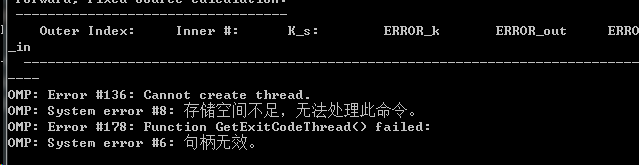 Forward, Fixed source calculation.
------------------------------------
Outer Index: Inner #: K_s: ERROR_k ERROR_out ERRO
_in
--------------------------------------------------------------------------------
----
OMP: Error #136: Cannot create thread.
OMP: System error #8: 存储空间不足，无法处理此命令。
OMP: Error #178: Function GetExitCodeThread() failed:
OMP: System error #6: 句柄无效。